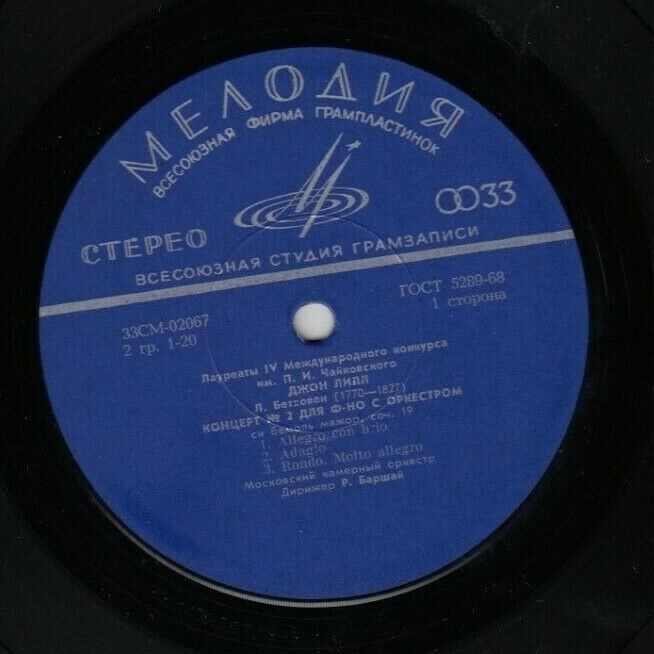 МЕЛОДИЯ
ВСЕСОЮЗНАЯ ФИРМА ГРАМПЛАСТИНОК
СТЕРЕО
33
ВСЕСОЮЗНАЯ СТУДИЯ ГРАМЗАПИСИ
33СМ-02067
ГОСТ 5289-68
2 гр. 1-20
1 сторона
Лауреаты IV Международного конкурса
им. П. И. Чайковского
ДЖОН ЛИЛЛ
Л. Бетховен (1770—1827)
КОНЦЕРТ № 2 ДЛЯ Ф-НО С ОРКЕСТРОМ
си бемоль мажор, соч. 19
1. Allegro con brio
2. Adagio
3. Rondo. Motto allegro
Московский камерный оркестр
Дирижер Р. Баршай